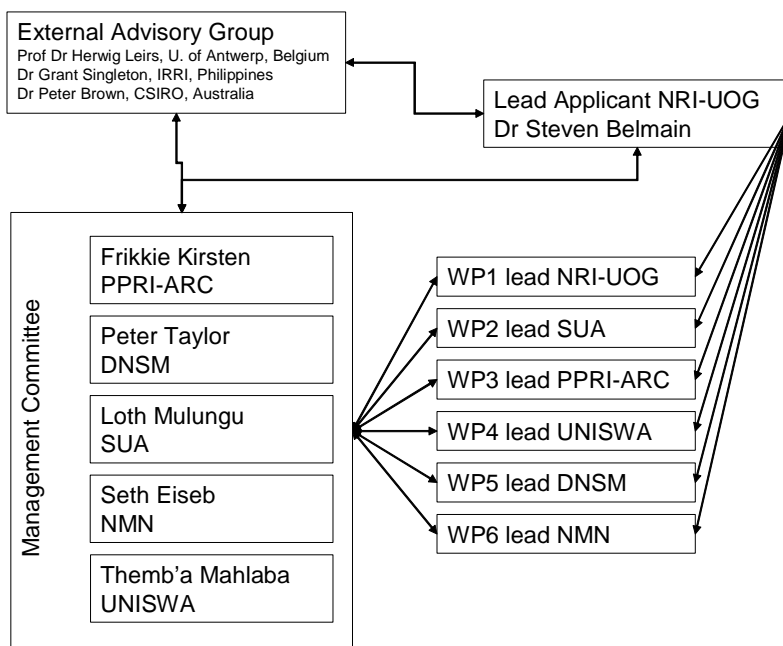 External Advisory Group
Prof Dr Herwig Leirs, U. of Antwerp, Belgium
Dr Grant Singleton, IRRI, Philippines
Dr Peter Brown, CSIRO, Australia
Lead Applicant NRI-UOG
Dr Steven Belmain
Management Committee
Frikkie Kirsten
PPRI-ARC
Peter Taylor
DNSM
Loth Mulungu
SUA
Seth Eiseb
NMN
Themb'a Mahlaba
UNISWA
WP1 lead NRI-UOG
WP2 lead SUA
WP3 lead PPRI-ARC
WP4 lead UNISWA
WP5 lead DNSM
WP6 lead NMN